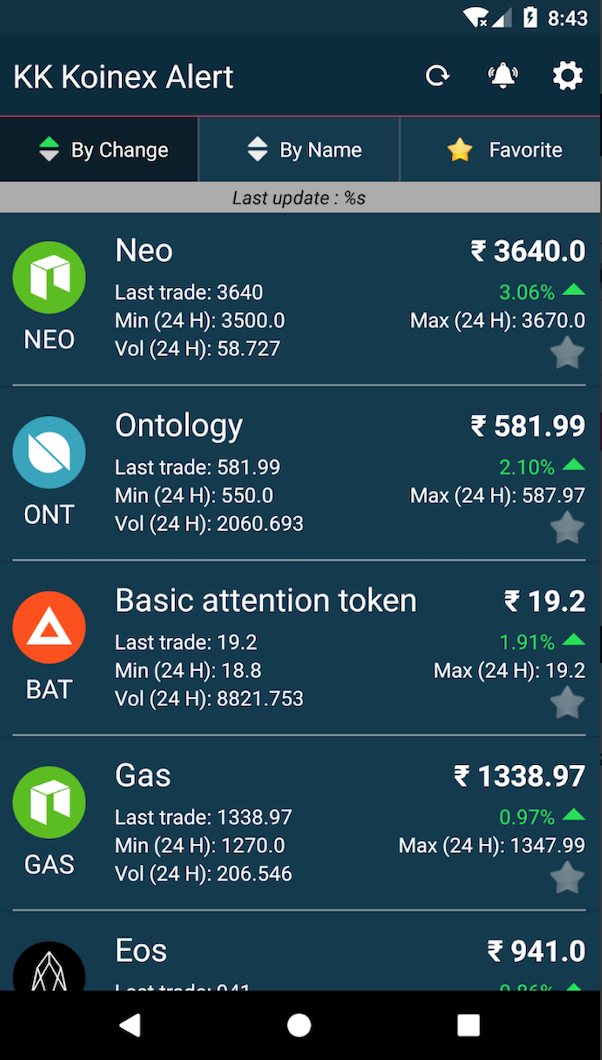 8:43
KK Koinex Alert
By Change By Name Favorite
Last update : %s
Neo ₹ 3640.0
Last trade: 3640 3.06%
Min (24 H): 3500.0 Max (24 H): 3670.0
NEO
Vol (24 H): 58.727
Ontology ₹ 581.99
Last trade: 581.99 2.10%
Min (24 H): 550.0 Max (24 H): 587.97
ONT
Vol (24 H): 2060.693
Basic attention token ₹ 19.2
Last trade: 19.2 1.91%
Min (24 H): 18.8 Max (24 H): 19.2
BAT
Vol (24 H): 8821.753
Gas ₹ 1338.97
Last trade: 1338.97 0.97%
Min (24 H): 1270.0 Max (24 H): 1347.99
GAS
Vol (24 H): 206.546
Eos ₹ 941.0
Last trade: 941 0.86%